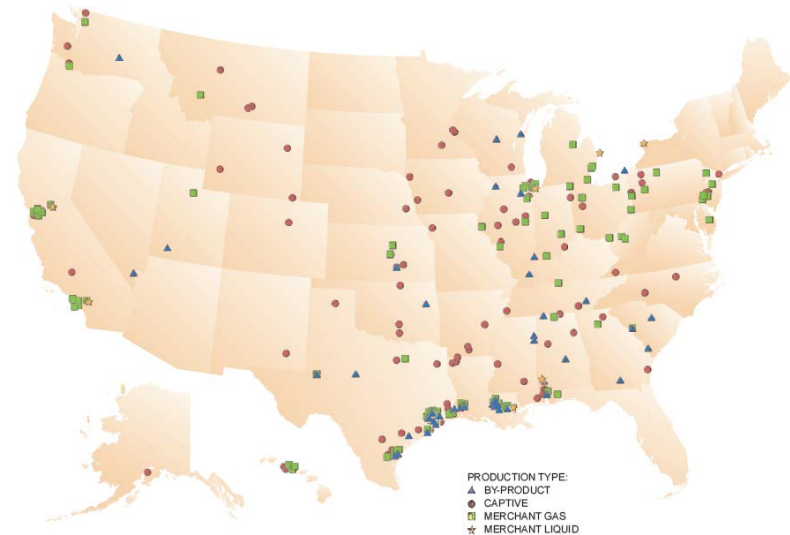 PRODUCTION TYPE:
BY-PRODUCT
CAPTIVE
MERCHANT GAS
MERCHANT LIQUID